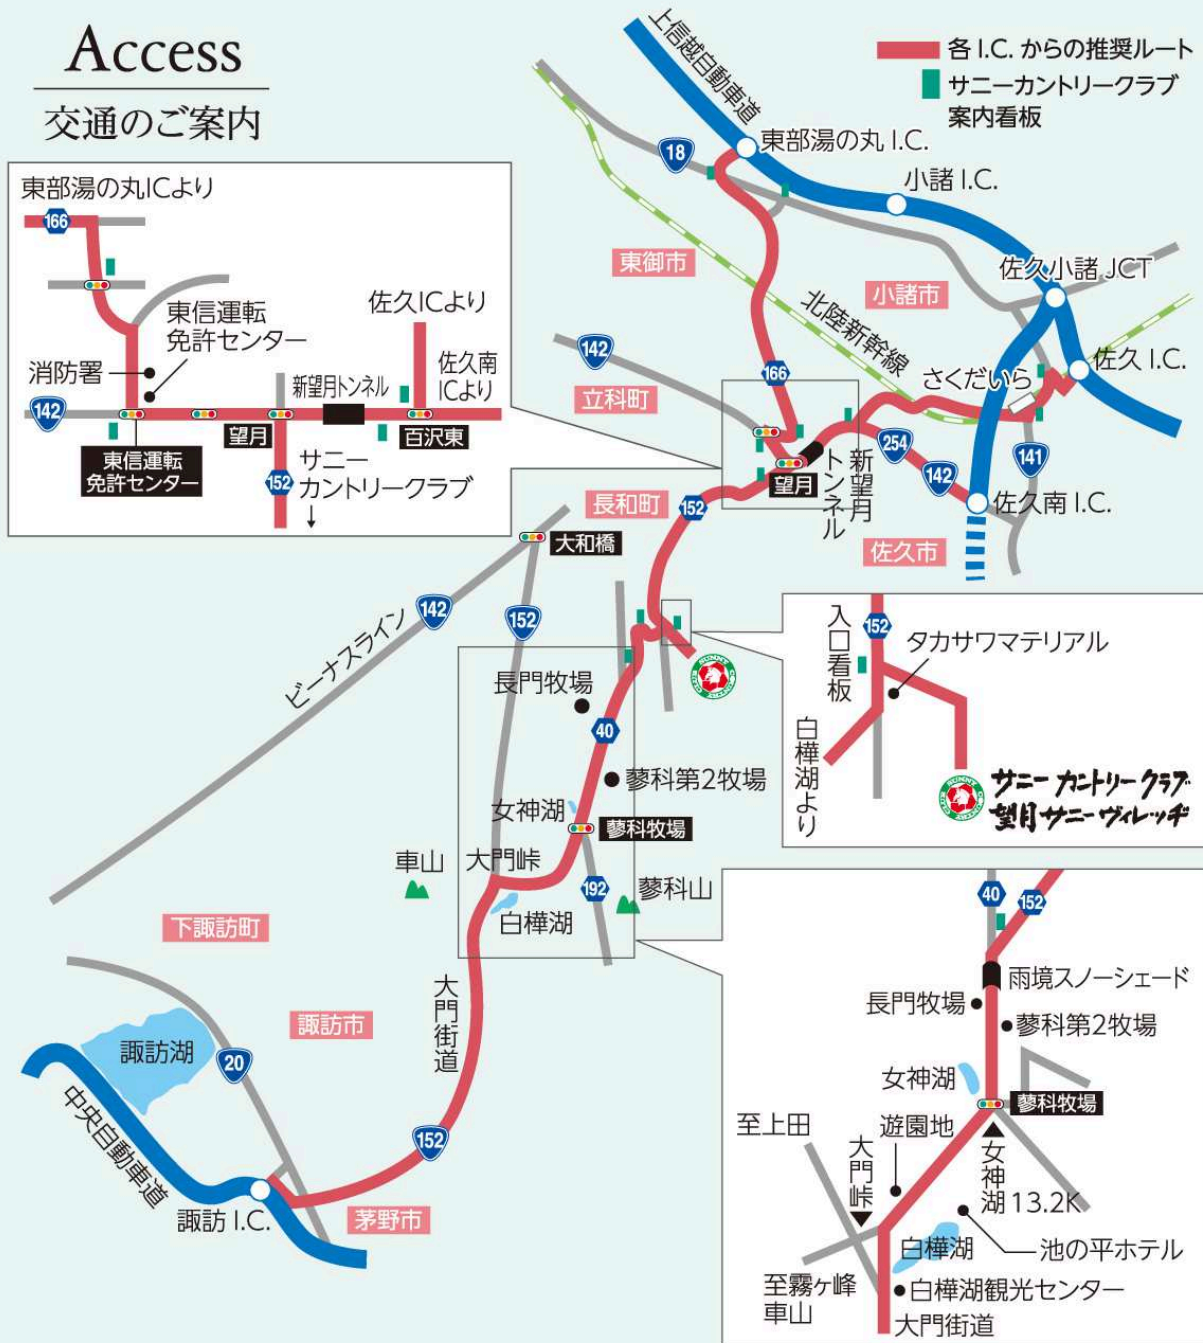 Access
交通のご案内
各I.C.からの推奨ルート
サニーカントリークラブ
案内看板
上信越自動車道
18
東部湯の丸 I.C.
小諸 I.C.
佐久小諸 JCT
東御市
小諸市
北陸新幹線
佐久 I.C.
さくだいら
142
166
立科町
254
142
141
新望月
トンネル
望月
佐久南 I.C.
佐久市
長和町
152
東部湯の丸ICより
166
東信運転
免許センター
消防署
佐久ICより
佐久南
ICより
新望月トンネル
142
望月
百沢東
東信運転
免許センター
152
サニー
カントリークラブ
大和橋
142
152
ビーナスライン
長門牧場
40
蓼科第2牧場
女神湖
蓼科牧場
大門峠
車山
192
蓼科山
白樺湖
入口看板
152
タカサワマテリアル
白樺湖より
サニー カントリークラブ
望月サニーヴィレッヂ
下諏訪町
諏訪市
大門街道
諏訪湖
20
中央自動車道
152
諏訪 I.C.
茅野市
40
152
雨境スノーシェード
長門牧場
蓼科第2牧場
女神湖
蓼科牧場
至上田
遊園地
大門峠
女神湖 13.2K
白樺湖
池の平ホテル
至霧ヶ峰
車山
白樺湖観光センター
大門街道